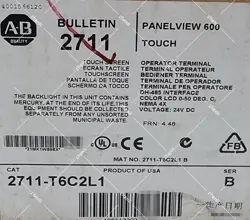 AB
BULLETIN
2711
PANELVIEW 600
TOUCH
TOUCH SCREEN
ECRAN TACTILE
TOUCHSCREEN
PANTALLA DE TOQUE
SCHERMO DA TOCCO
OPERATOR TERMINAL
TERMINAL OPERATEUR
BEDIENER TERMINAL
TERMINAL DE OPERADOR
TERMINALE PER OPERATORE
DH-485 INTERFACE
COLOR LCD 0-50 DEG C,
NEMA 4X
VOLTAGE: 24V DC
THE BACKLIGHT IN THIS UNIT CONTAINS
MERCURY. AT THE END OF ITS LIFE, THIS
EQUIPMENT SHOULD BE COLLECTED
SEPARATELY FROM ANY UNSORTED
MUNICIPAL WASTE.
FRN: 4.46
MAT NO. 2711-T6C2L1 B
CAT
PRODUCT OF USA
SER
2711-T6C2L1
B